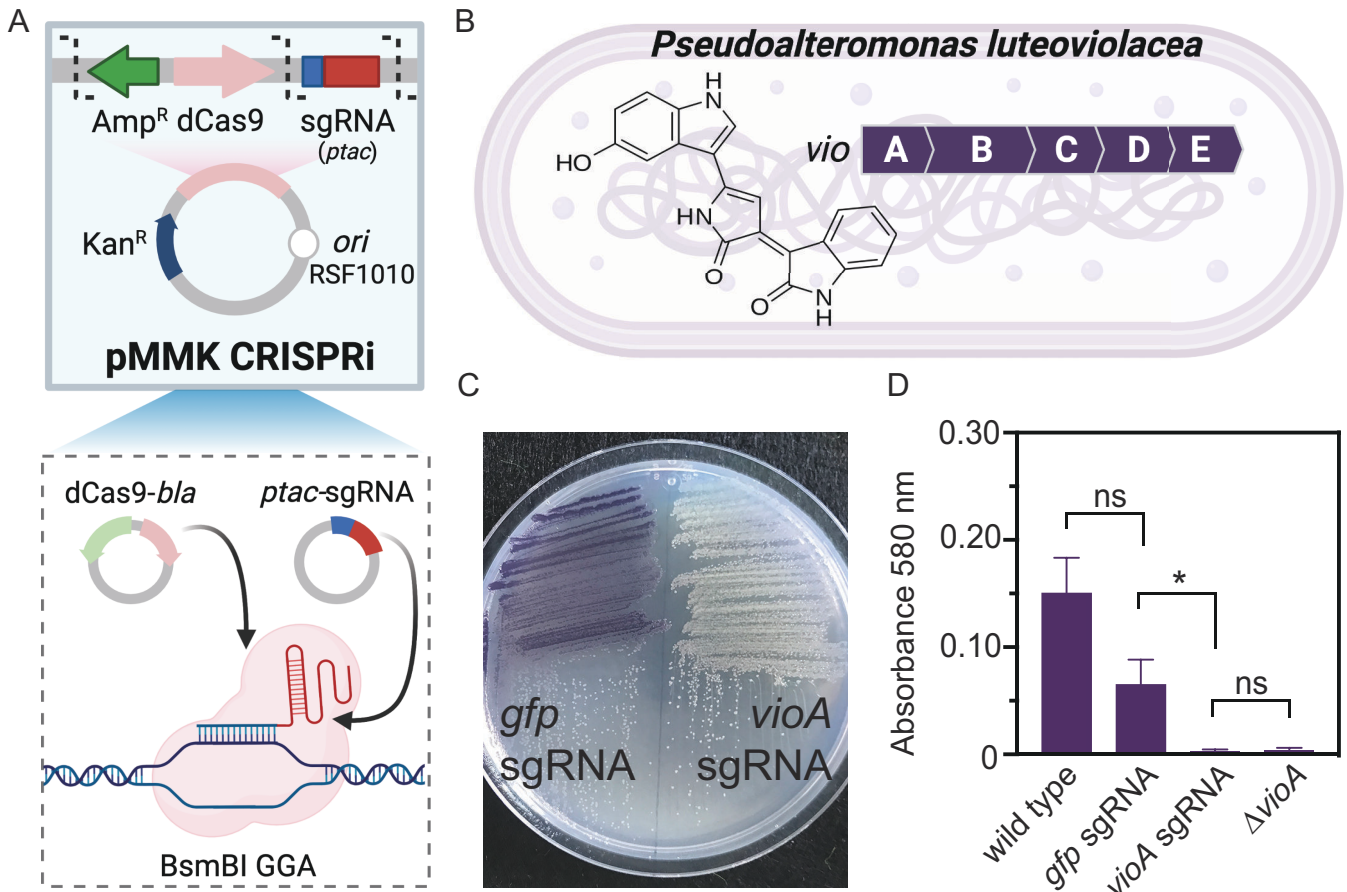 A
Amp^R dCas9
sgRNA
(ptac)
Kan^R
ori
RSF1010
pMMK CRISPRi
dCas9-bla
ptac-sgRNA
BsmBI GGA
B
Pseudoalteromonas luteoviolacea
H
N
HO
HN
O
O
N
H
vio
A B C D E
C
gfp
sgRNA
vioA
sgRNA
D
Absorbance 580 nm
0.30
0.20
0.10
0
ns
*
ns
wild type
gfp sgRNA
vioA sgRNA
ΔvioA